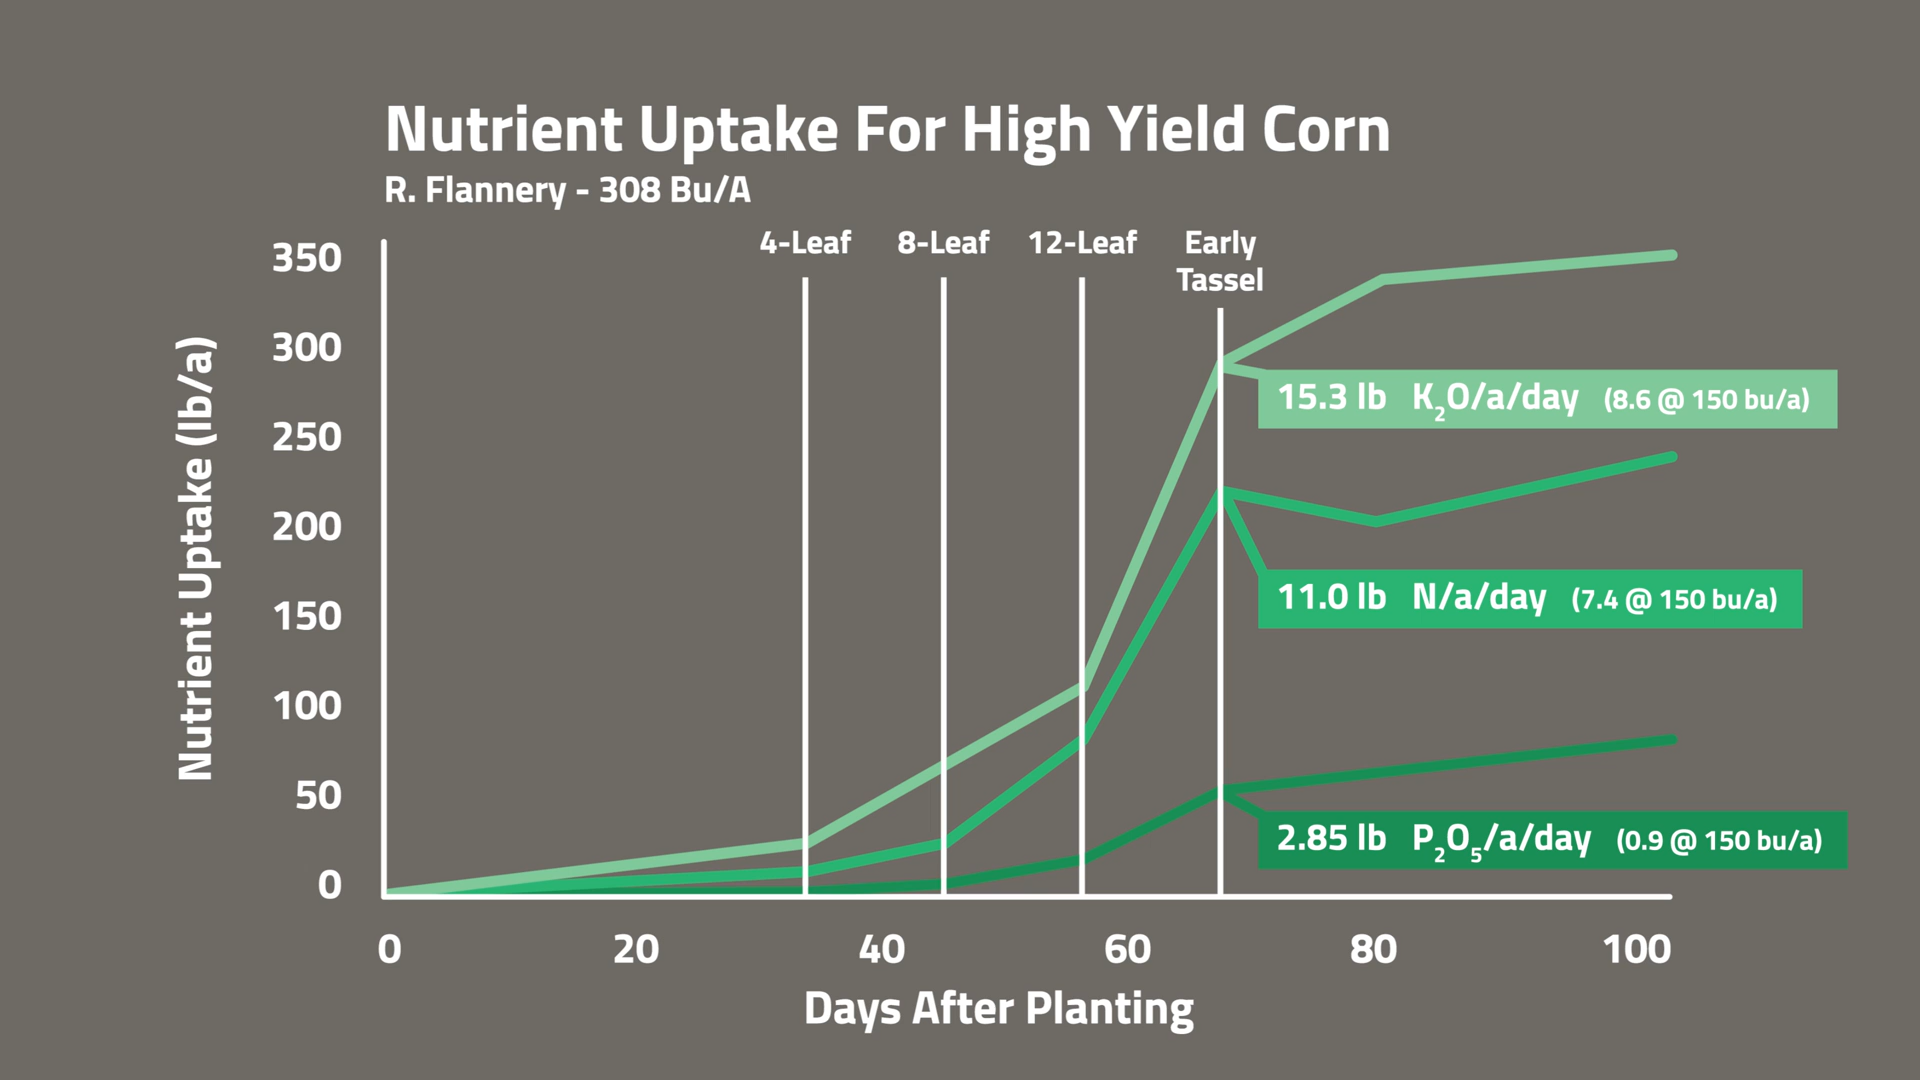 Nutrient Uptake For High Yield Corn
R. Flannery - 308 Bu/A
4-Leaf
8-Leaf
12-Leaf
Early
Tassel
350
300
250
200
150
100
50
0
Nutrient Uptake (lb/a)
15.3 lb K₂O/a/day (8.6 @ 150 bu/a)
11.0 lb N/a/day (7.4 @ 150 bu/a)
2.85 lb P₂O₅/a/day (0.9 @ 150 bu/a)
0 20 40 60 80 100
Days After Planting